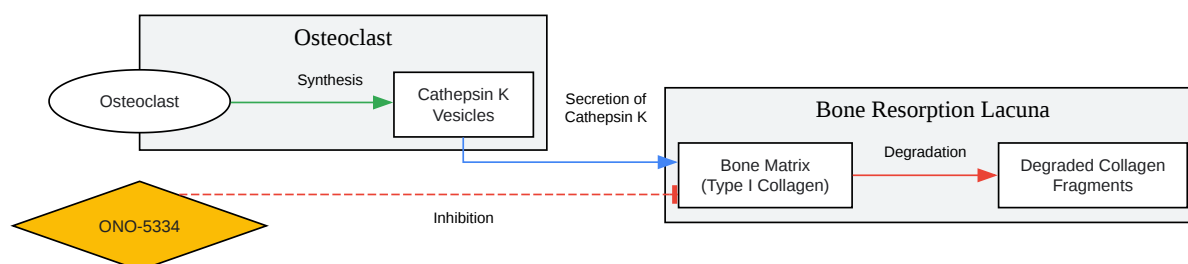 Osteoclast
Synthesis
Osteoclast
Cathepsin K
Vesicles
Secretion of
Cathepsin K
Bone Resorption Lacuna
Bone Matrix
(Type I Collagen)
Degradation
Degraded Collagen
Fragments
ONO-5334
Inhibition